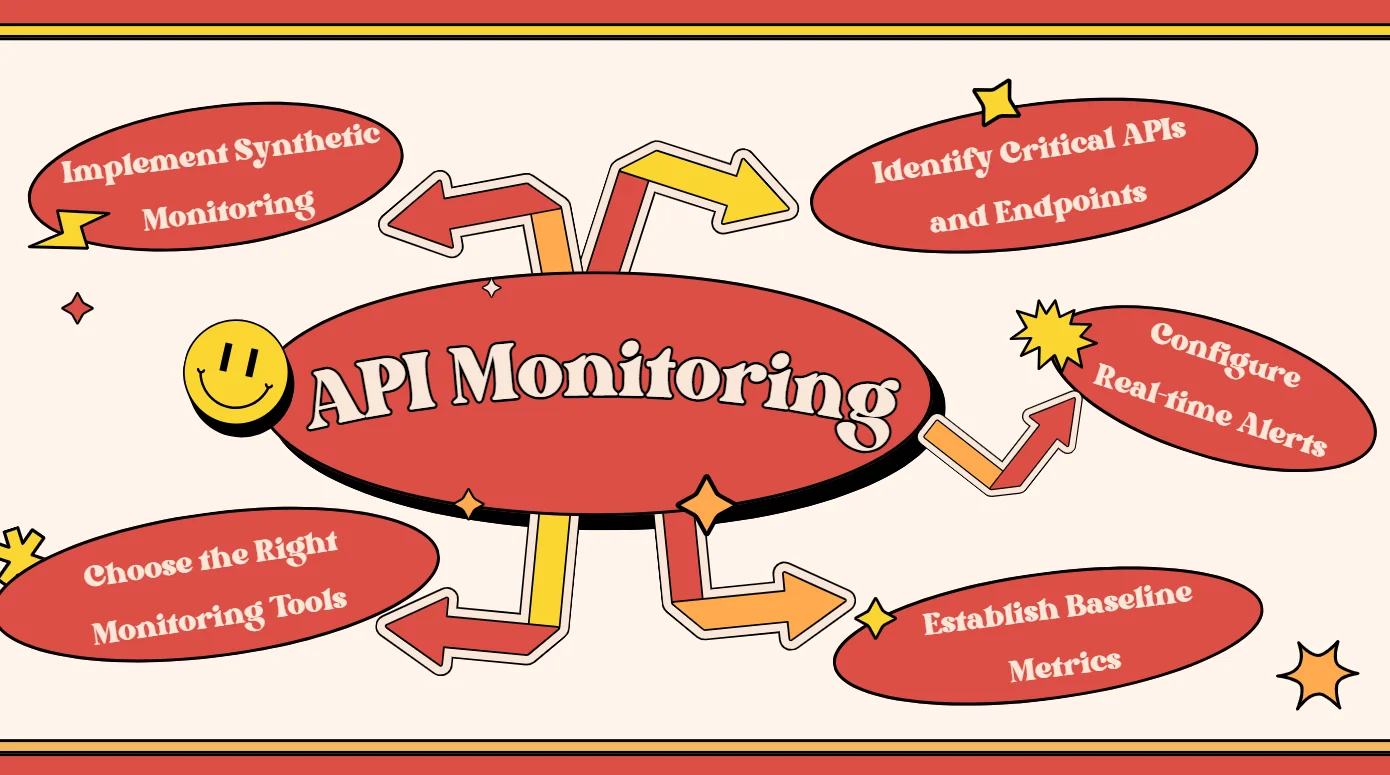 Implement Synthetic
Monitoring
Identify Critical APIs
and Endpoints
API Monitoring
Configure
Real-time Alerts
Choose the Right
Monitoring Tools
Establish Baseline
Metrics